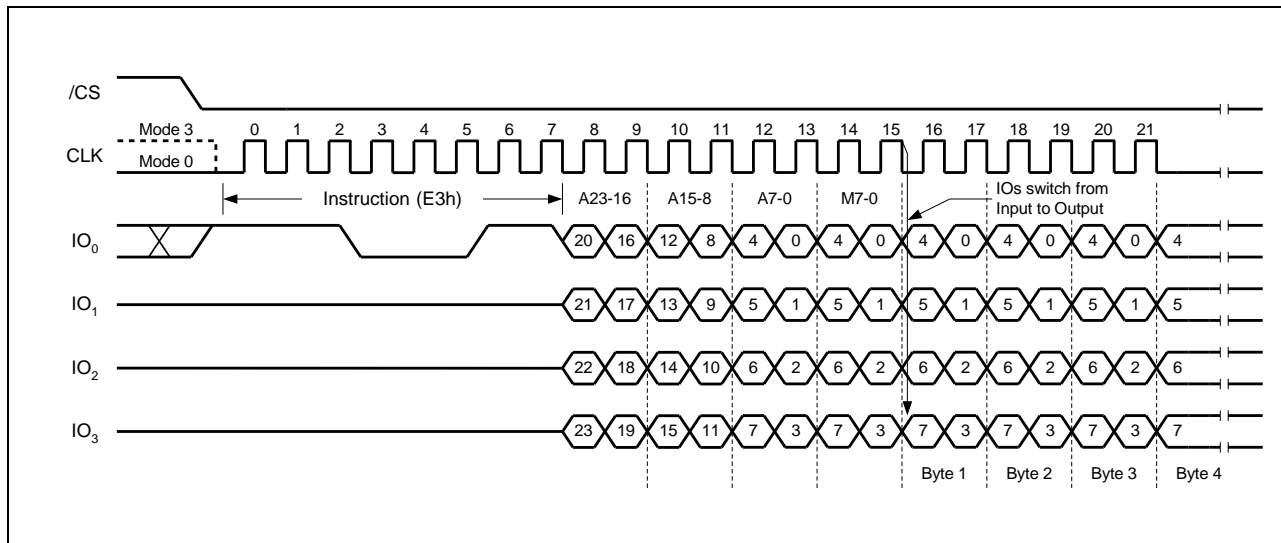 /CS
Mode 3 0 1 2 3 4 5 6 7 8 9 10 11 12 13 14 15 16 17 18 19 20 21
CLK
Mode 0
Instruction (E3h) A23-16 A15-8 A7-0 M7-0 IOs switch from
Input to Output
IO0 20 16 12 8 4 0 4 0 4 0 4 0 4 0 4
IO1 21 17 13 9 5 1 5 1 5 1 5 1 5 1 5
IO2 22 18 14 10 6 2 6 2 6 2 6 2 6 2 6
IO3 23 19 15 11 7 3 7 3 7 3 7 3 7 3 7
Byte 1 Byte 2 Byte 3 Byte 4